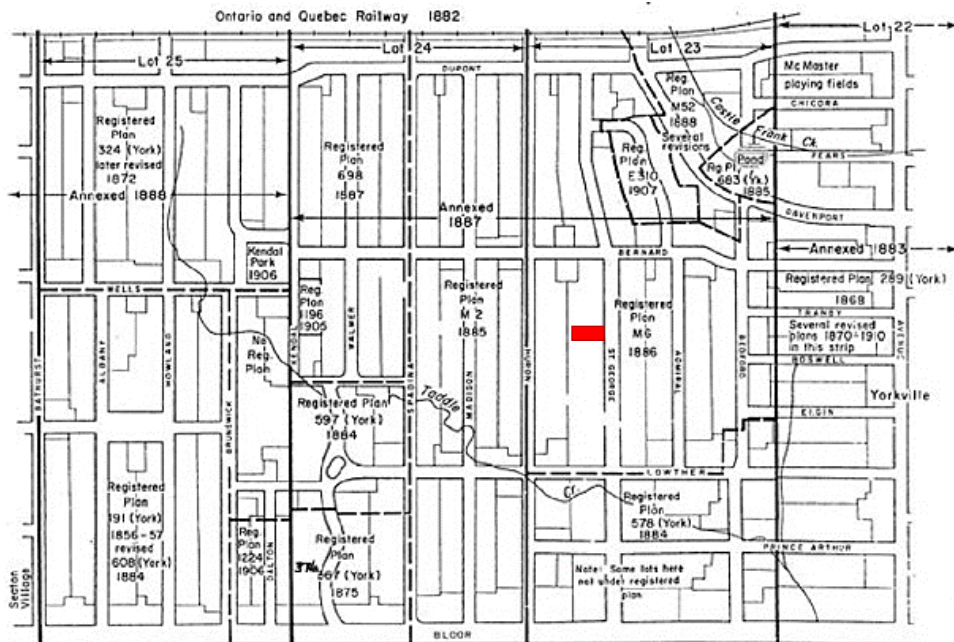 Ontario and Quebec Railway 1882
Lot 25
Lot 24
Lot 23
Lot 22
DUPONT
Mc Master
playing fields
CHICORA
Reg.
Plan
M52
1888
Several
revisions
Castle Frank Ck.
Pond
FEARS
Rg. Pl.
683 (Yk.)
1885
DAVENPORT
Registered
Plan
324 (York)
later revised
1872
Annexed 1888
Registered
Plan
698
1587
Annexed
1887
Reg.
Plan
E310
1907
BERNARD
Annexed 1883
Kendal
Park
1906
WELLS
Registered Plan 289 (York)
1868
TRANBY
Several revised
plans 1870-1910
in this strip
BOSWELL
AVENUE
Yorkville
ELGIN
BEDFORD
Reg.
Plan
1196
1905
KENDAL
WALMER
SPADINA
Registered
Plan
M 2
1885
MADISON
HURON
ST GEORGE
Registered
Plan
M6
1886
ADMIRAL
No
Reg.
Plan
BATHURST
ALBANY
HOWLAND
BRUNSWICK
Taddle
Cr.
Registered Plan
597 (York)
1884
LOWTHER
Registered
Plan
578 (York)
1884
PRINCE ARTHUR
Registered
Plan
191 (York)
1856-57
revised
608 (York)
1884
Reg.
Plan
1224
1906
DALTON
Registered
Plan
567 (York)
1875
Note: Some lots here
not under registered
plan
Seaton
Village
BLOOR